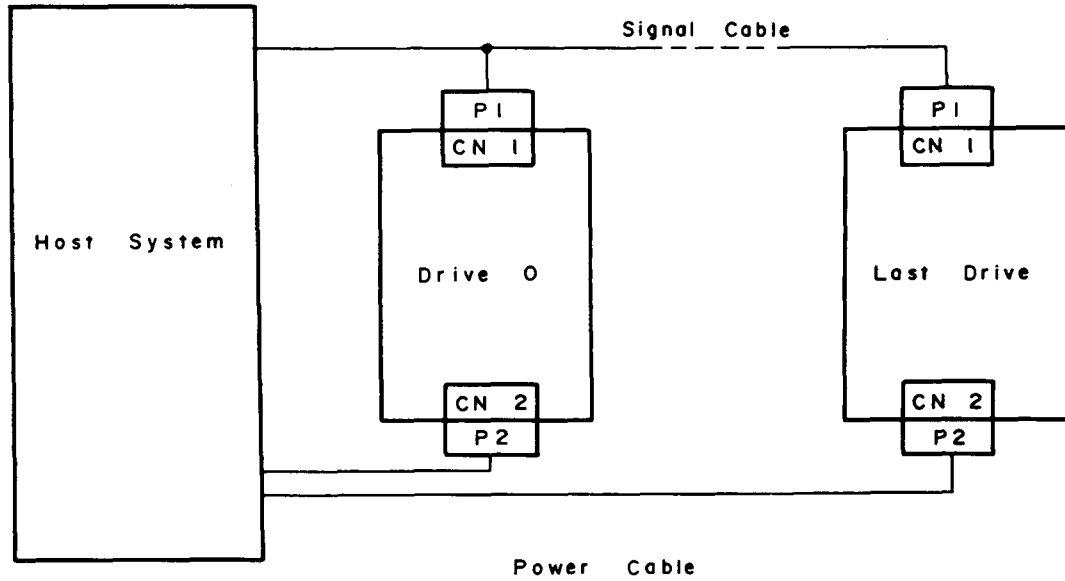 Signal Cable
P1
CN 1
P1
CN 1
Host System
Drive 0
Last Drive
CN 2
P2
CN 2
P2
Power Cable